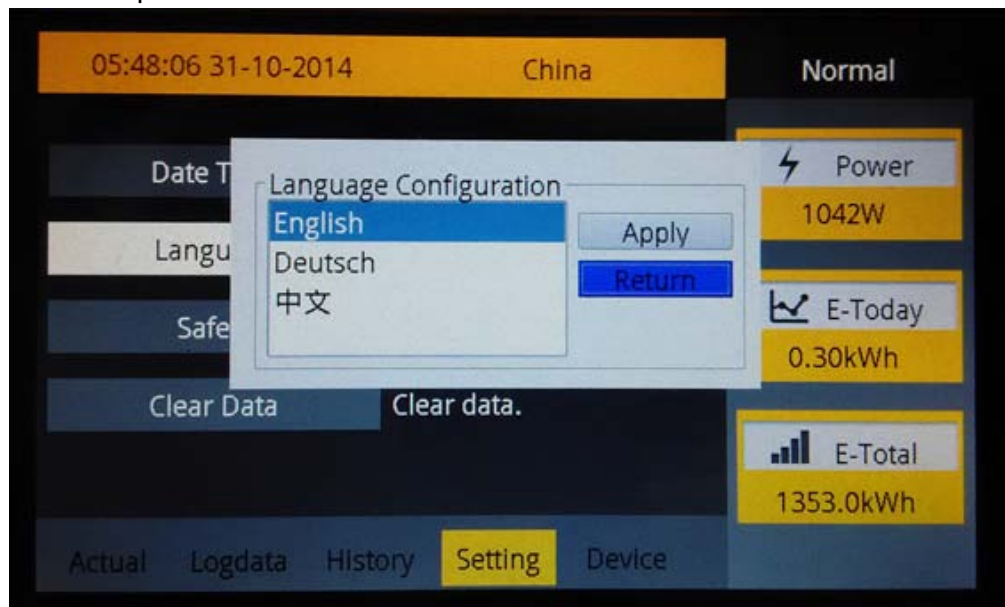 05:48:06 31-10-2014 China Normal
Date T
Langu
Safe
Clear Data Clear data.
Language Configuration
English
Deutsch
中文
Apply
Return
Power
1042W
E-Today
0.30kWh
E-Total
1353.0kWh
Actual Logdata History Setting Device